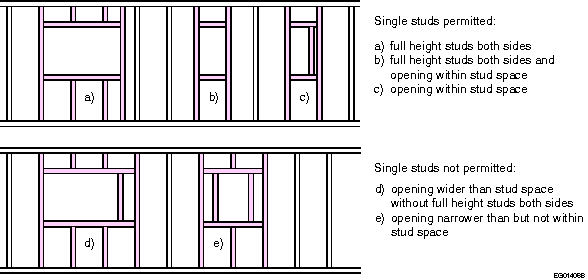 Single studs permitted:
a) full height studs both sides
b) full height studs both sides and
opening within stud space
c) opening within stud space
a)
b)
c)
Single studs not permitted:
d) opening wider than stud space
without full height studs both sides
e) opening narrower than but not within
stud space
d)
e)
EG01406B